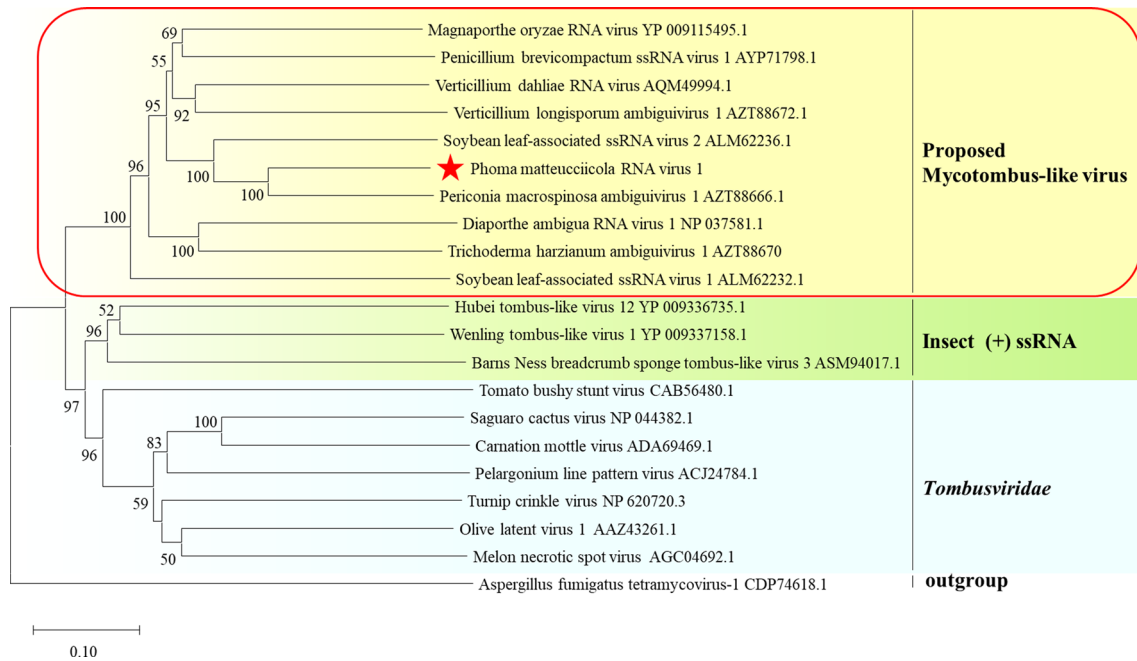 69
Magnaporthe oryzae RNA virus YP 009115495.1
55
Penicillium brevicompactum ssRNA virus 1 AYP71798.1
Verticillium dahliae RNA virus AQM49994.1
95
92
Verticillium longisporum ambiguivirus 1 AZT88672.1
Soybean leaf-associated ssRNA virus 2 ALM62236.1
96
100
Phoma matteucciicola RNA virus 1
100
Periconia macrospinosa ambiguivirus 1 AZT88666.1
Proposed
Mycotombus-like virus
100
Diaporthe ambigua RNA virus 1 NP 037581.1
100
Trichoderma harzianum ambiguivirus 1 AZT88670
Soybean leaf-associated ssRNA virus 1 ALM62232.1
52
Hubei tombus-like virus 12 YP 009336735.1
96
Wenling tombus-like virus 1 YP 009337158.1
Insect (+) ssRNA
Barns Ness breadcrumb sponge tombus-like virus 3 ASM94017.1
97
Tomato bushy stunt virus CAB56480.1
100
Saguaro cactus virus NP 044382.1
96
83
Carnation mottle virus ADA69469.1
Pelargonium line pattern virus ACJ24784.1
Tombusviridae
59
Turnip crinkle virus NP 620720.3
Olive latent virus 1 AAZ43261.1
50
Melon necrotic spot virus AGC04692.1
Aspergillus fumigatus tetramycovirus-1 CDP74618.1
outgroup
0.10